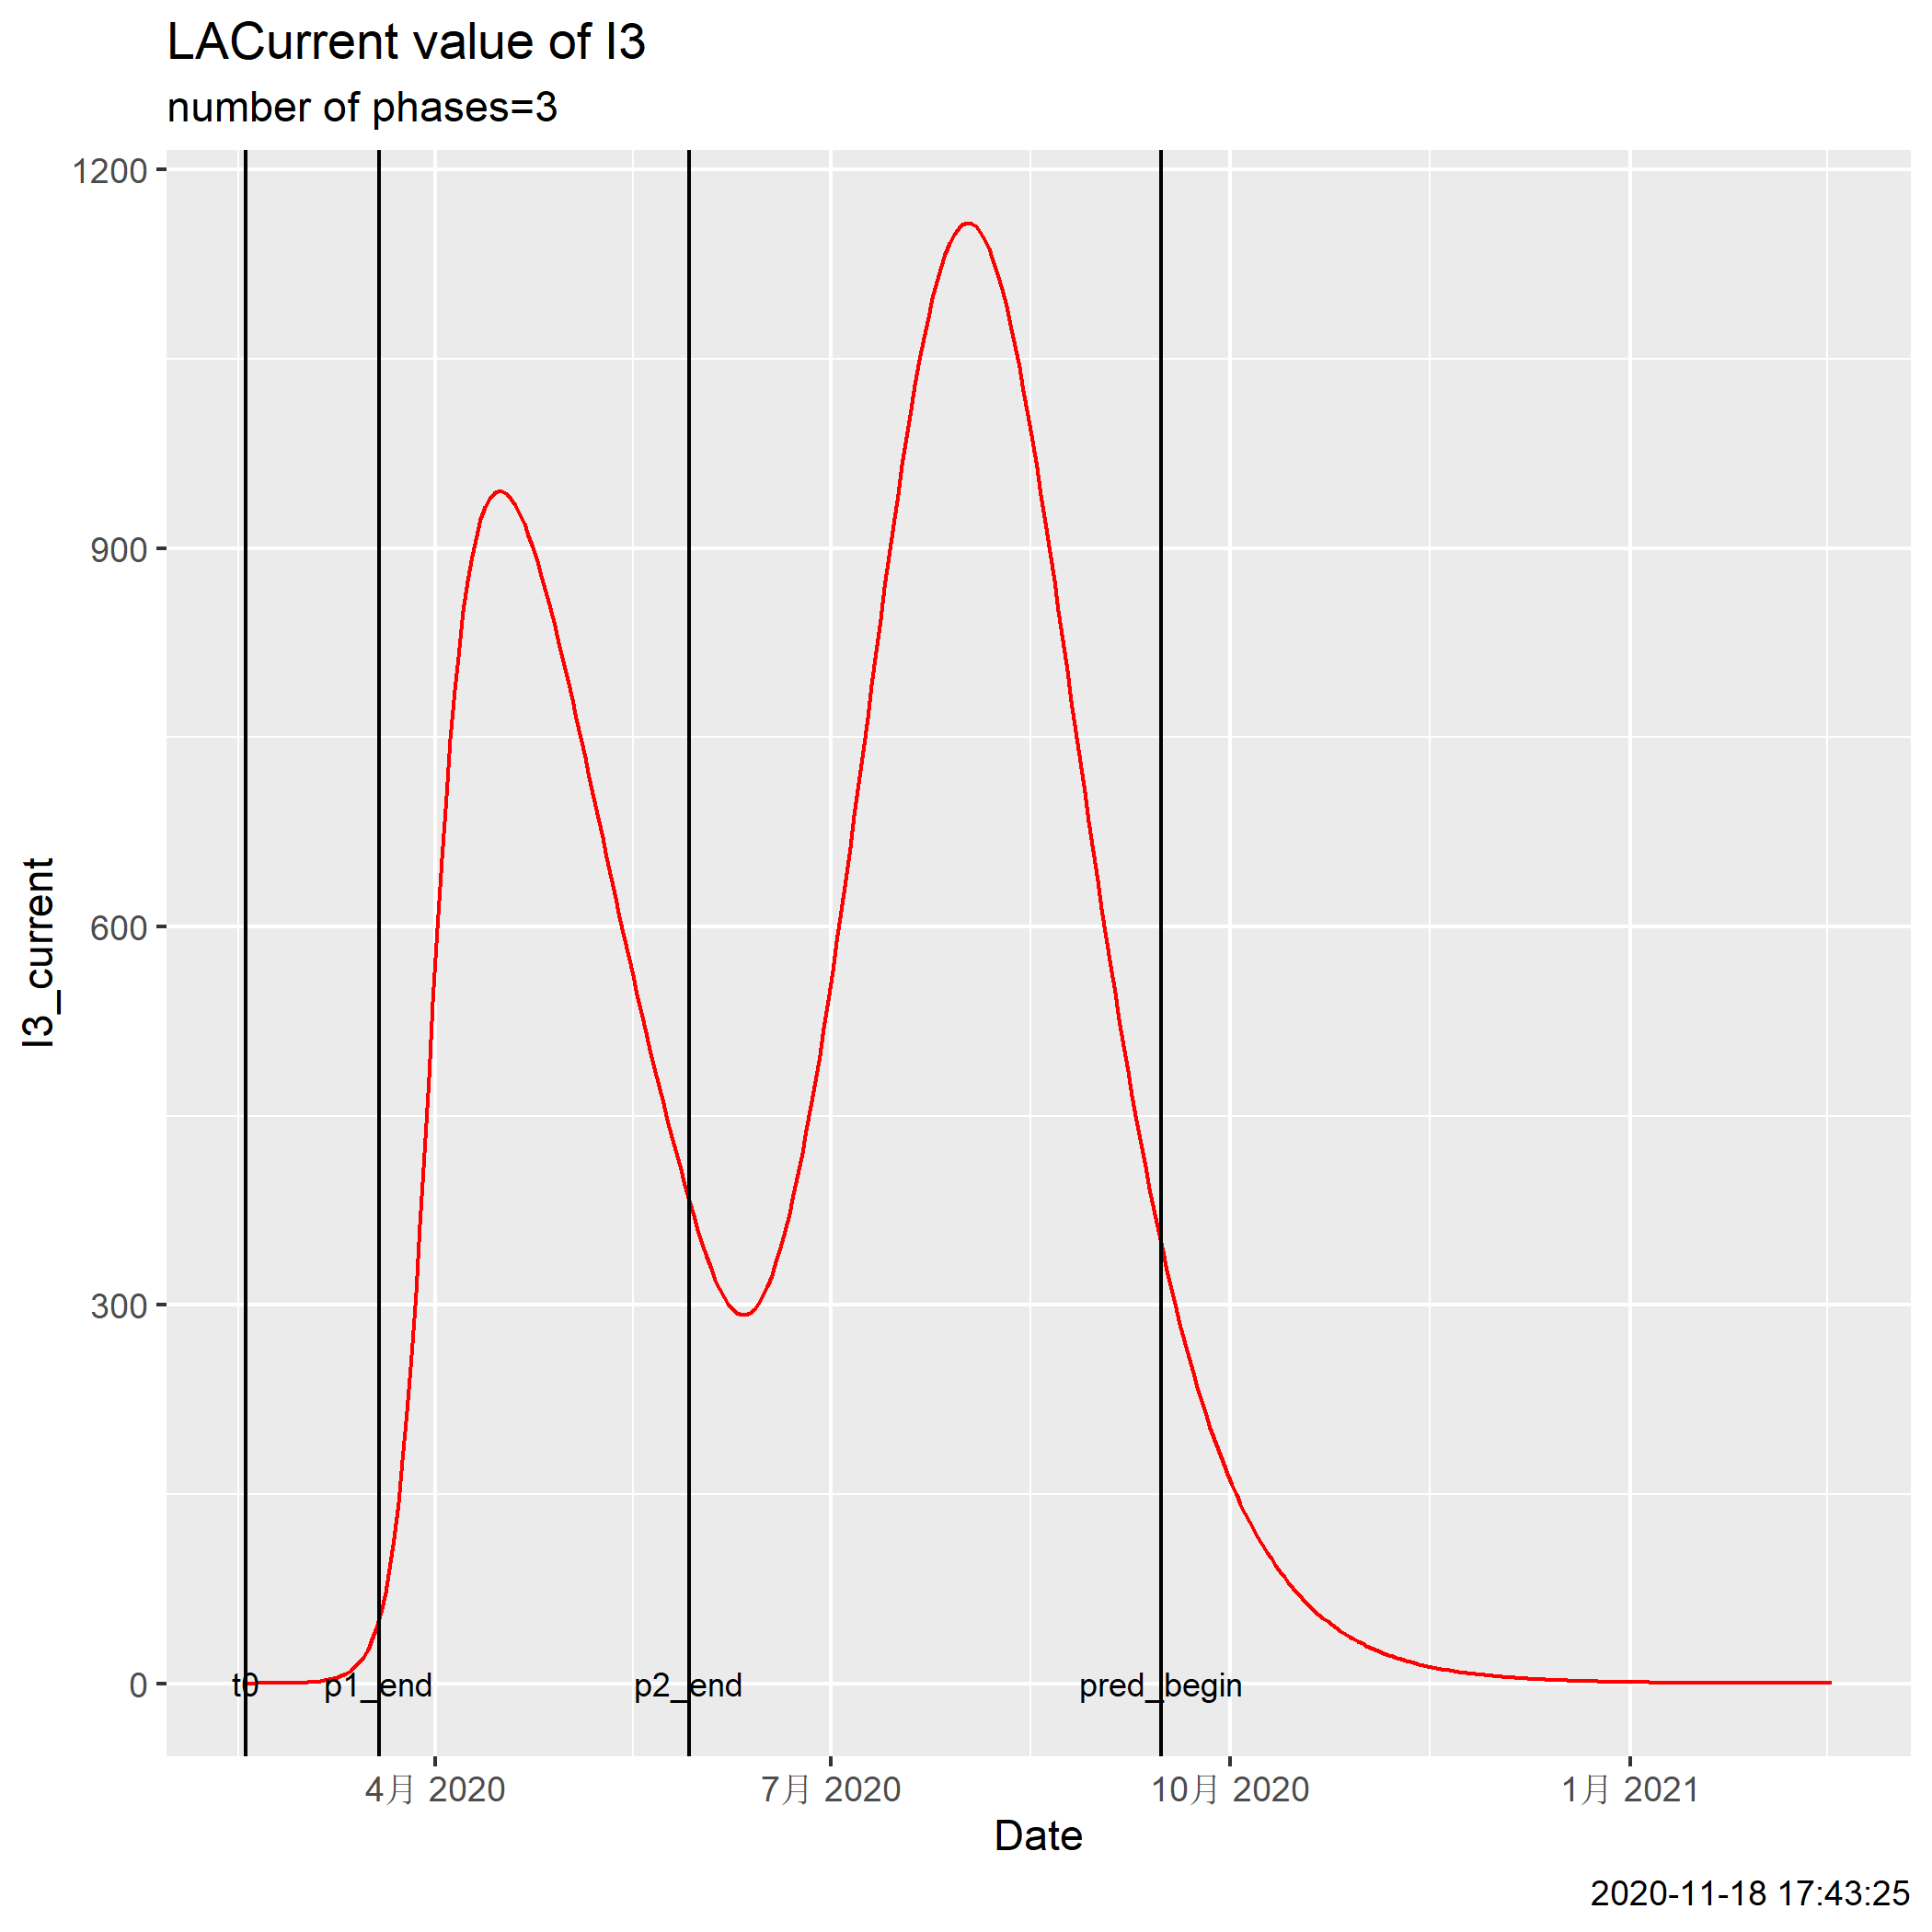 LACurrent value of I3
number of phases=3
1200
900
600
300
0
I3_current
t0 p1_end p2_end pred_begin
4月 2020 7月 2020 10月 2020 1月 2021
Date
2020-11-18 17:43:25